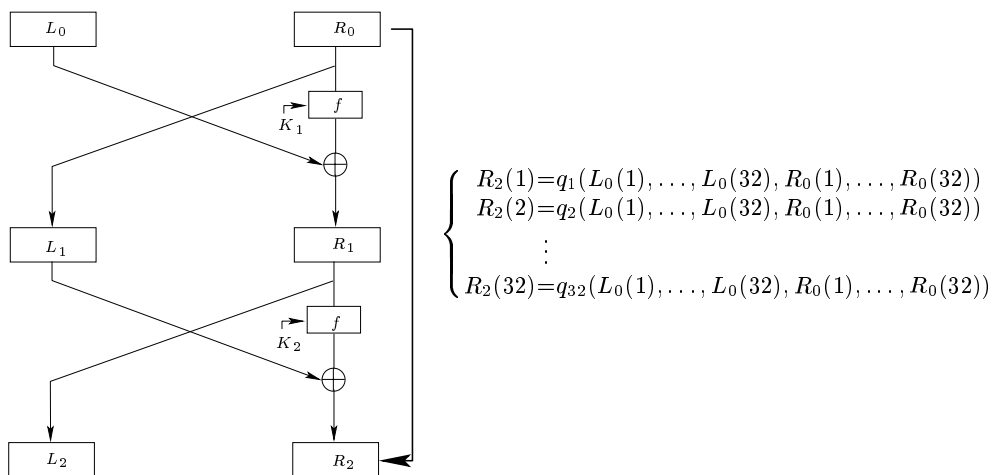 L₀ R₀
f
K₁
L₁ R₁
f
K₂
L₂ R₂
R₂(1)=q₁(L₀(1), . . . , L₀(32), R₀(1), . . . , R₀(32))
R₂(2)=q₂(L₀(1), . . . , L₀(32), R₀(1), . . . , R₀(32))
⋮
R₂(32)=q₃₂(L₀(1), . . . , L₀(32), R₀(1), . . . , R₀(32))